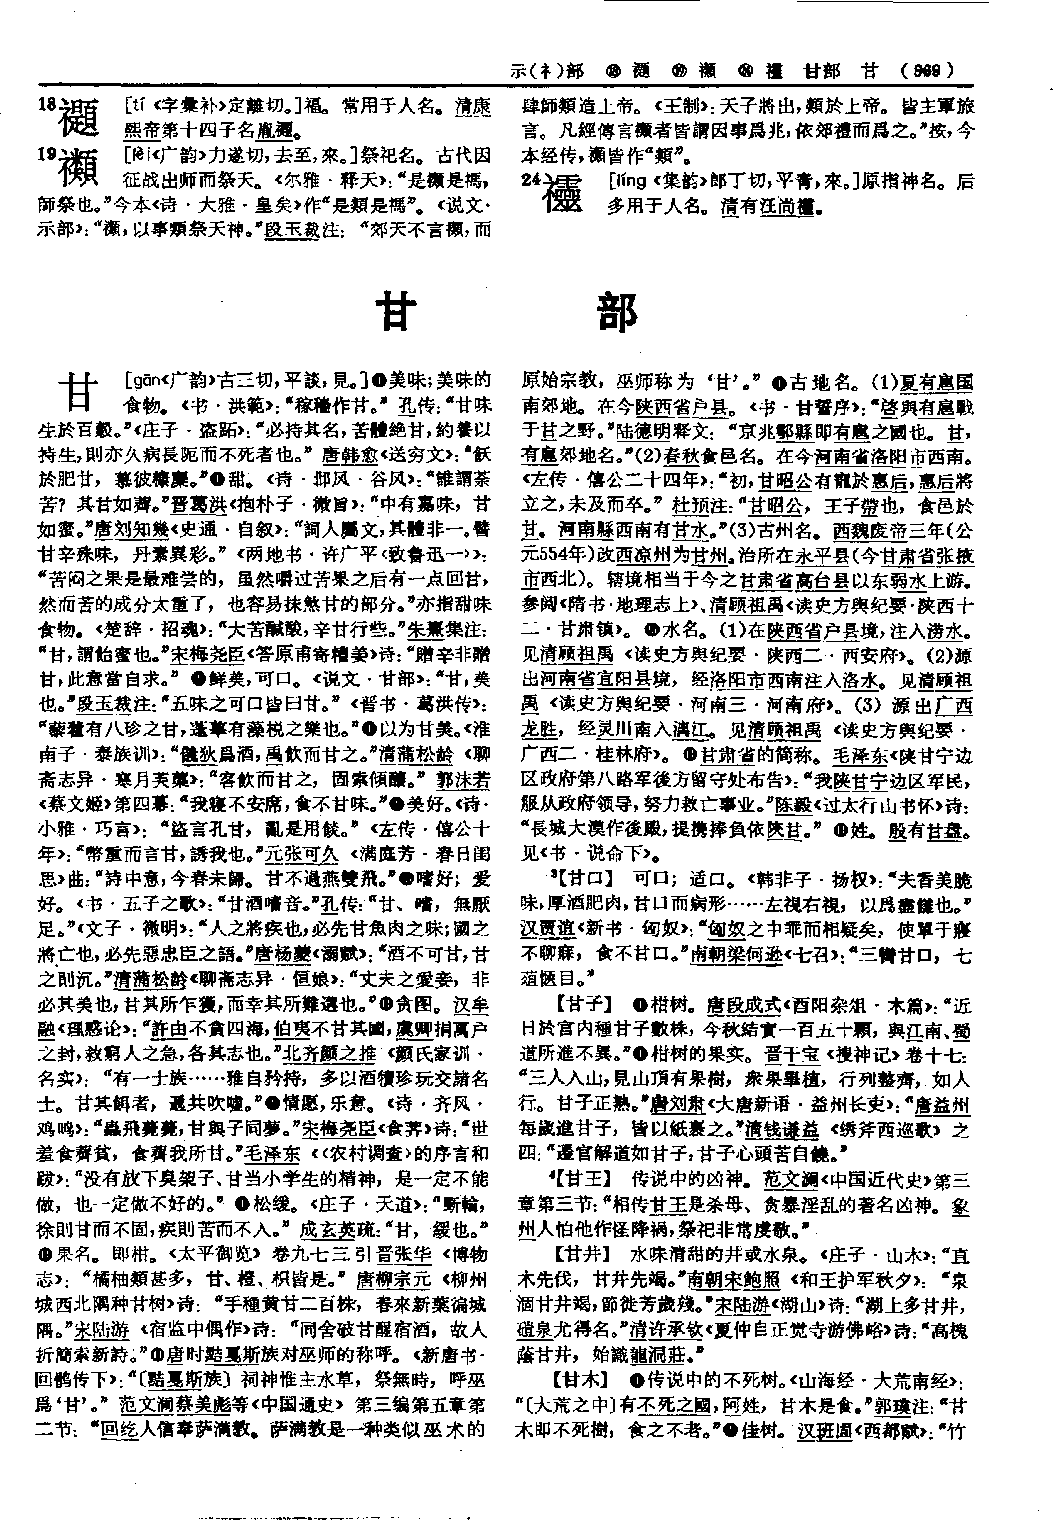 示(礻)部 ⑱ 禵 ⑲ 禷 ㉔ 䄥 甘部 甘 (969)
18禵 [tí《字彙补》定離切。]福。常用于人名。清康
熙帝第十四子名胤禵。
19禷 [lèi《广韵》力遂切,去至,來。]祭祀名。古代因
征战出师而祭天。《尔雅·释天》:“是禷是禡,
師祭也。”今本《诗·大雅·皇矣》作“是類是禡”。《说文·
示部》:“禷,以事類祭天神。”段玉裁注:“郊天不言禷,而
肆師類造上帝。《王制》:天子將出,類於上帝。皆主軍旅
言。凡經傳言禷者皆謂因事爲兆,依郊禮而爲之。”按,今
本经传,禷皆作“類”。
24䄥 [líng《集韵》郎丁切,平青,來。]原指神名。后
多用于人名。清有汪尚䄥。
甘部
甘 [gān《广韵》古三切,平談,見。]❶美味;美味的
食物。《书·洪範》:“稼穡作甘。”孔传:“甘味
生於百穀。”《庄子·盗跖》:“必持其名,苦體絶甘,約養以
持生,則亦久病長阨而不死者也。”唐韩愈《送穷文》:“飫
於肥甘,慕彼糠糜。”❷甜。《诗·邶风·谷风》:“誰謂荼
苦?其甘如薺。”晋葛洪《抱朴子·微旨》:“中有嘉味,甘
如蜜。”唐刘知幾《史通·自叙》:“詞人屬文,其體非一。譬
甘辛殊味,丹素異彩。”《两地书·许广平〈致鲁迅一〉》:
“苦闷之果是最难尝的,虽然嚼过苦果之后有一点回甘,
然而苦的成分太重了,也容易抹煞甘的部分。”亦指甜味
食物。《楚辞·招魂》:“大苦醎酸,辛甘行些。”朱熹集注:
“甘,謂飴蜜也。”宋梅尧臣《答原甫寄檀姜》诗:“贈辛非贈
甘,此意當自求。”❸鲜美,可口。《说文·甘部》:“甘,美
也。”段玉裁注:“五味之可口皆曰甘。”《晋书·葛洪传》:
“藜藿有八珍之甘,蓬蓽有藻棁之樂也。”❹以为甘美。《淮
南子·泰族训》:“儀狄爲酒,禹飲而甘之。”清蒲松龄《聊
斋志异·寒月芙蕖》:“客飲而甘之,固索傾釀。”郭沫若
《蔡文姬》第四幕:“我寝不安席,食不甘味。”❺美好。《诗·
小雅·巧言》:“盜言孔甘,亂是用餤。”《左传·僖公十
年》:“幣重而言甘,誘我也。”元张可久《满庭芳·春日闺
思》曲:“詩中意,今春未歸。甘不過燕雙飛。”❻嗜好;爱
好。《书·五子之歌》:“甘酒嗜音。”孔传:“甘、嗜,無厭
足。”《文子·微明》:“人之將疾也,必先甘魚肉之味;國之
將亡也,必先惡忠臣之語。”唐杨夔《溺赋》:“酒不可甘,甘
之則沉。”清蒲松龄《聊斋志异·恒娘》:“丈夫之愛妾,非
必其美也,甘其所乍獲,而幸其所難遘也。”❼贪图。汉牟
融《理惑论》:“許由不貪四海,伯夷不甘其國,虞卿捐萬户
之封,救窮人之急,各其志也。”北齐颜之推《顏氏家训·
名实》:“有一士族……雅自矜持,多以酒犢珍玩交諸名
士。甘其餌者,遞共吹噓。”❽情愿,乐意。《诗·齐风·
鸡鸣》:“蟲飛薨薨,甘與子同夢。”宋梅尧臣《食荠》诗:“世
羞食薺貧,食薺我所甘。”毛泽东《〈农村调查〉的序言和
跋》:“没有放下臭架子、甘当小学生的精神,是一定不能
做,也一定做不好的。”❾松缓。《庄子·天道》:“斲輪,
徐則甘而不固,疾則苦而不入。”成玄英疏:“甘,緩也。”
❿果名。即柑。《太平御览》卷九七三引晋张华《博物
志》:“橘柚類甚多,甘、橙、枳皆是。”唐柳宗元《柳州
城西北隅种甘树》诗:“手種黄甘二百株,春來新葉徧城
隅。”宋陆游《宿监中偶作》诗:“同舍破甘醒宿酒,故人
折簡索新詩。”⓫唐时黠戛斯族对巫师的称呼。《新唐书·
回鹘传下》:“〔黠戛斯族〕祠神惟主水草,祭無時,呼巫
爲‘甘’。”范文澜蔡美彪等《中国通史》第三编第五章第
二节:“回纥人信奉萨满教。萨满教是一种类似巫术的
原始宗教,巫师称为‘甘’。”⓬古地名。(1)夏有扈国
南郊地。在今陕西省户县。《书·甘誓序》:“啓與有扈戰
于甘之野。”陆德明释文:“京兆鄠縣即有扈之國也。甘,
有扈郊地名。”(2)春秋食邑名。在今河南省洛阳市西南。
《左传·僖公二十四年》:“初,甘昭公有寵於惠后,惠后將
立之,未及而卒。”杜预注:“甘昭公,王子帶也,食邑於
甘。河南縣西南有甘水。”(3)古州名。西魏废帝三年(公
元554年)改西凉州为甘州。治所在永平县(今甘肃省张掖
市西北)。辖境相当于今之甘肃省高台县以东弱水上游。
参阅《隋书·地理志上》、清顾祖禹《读史方舆纪要·陕西十
二·甘肃镇》。⓭水名。(1)在陕西省户县境,注入涝水。
见清顾祖禹《读史方舆纪要·陕西二·西安府》。(2)源
出河南省宜阳县境,经洛阳市西南注入洛水。见清顾祖
禹《读史方舆纪要·河南三·河南府》。(3)源出广西
龙胜,经灵川南入漓江。见清顾祖禹《读史方舆纪要·
广西二·桂林府》。⓮甘肃省的简称。毛泽东《陕甘宁边
区政府第八路軍後方留守处布告》:“我陕甘宁边区军民,
服从政府领导,努力救亡事业。”陈毅《过太行山书怀》诗:
“長城大漠作後殿,提携捧負依陜甘。”⓯姓。殷有甘盘。
见《书·说命下》。
³【甘口】 可口;适口。《韩非子·扬权》:“夫香美脆
味,厚酒肥肉,甘口而病形……左視右視,以爲盡僕也。”
汉贾谊《新书·匈奴》:“匈奴之中乖而相疑矣,使單于寢
不聊寐,食不甘口。”南朝梁何逊《七召》:“三臡甘口,七
葅愜目。”
【甘子】 ❶柑树。唐段成式《酉阳杂俎·木篇》:“近
日於宫内種甘子數株,今秋結實一百五十顆,與江南、蜀
道所進不異。”❷柑树的果实。晋干宝《搜神记》卷十七:
“三人入山,見山頂有果樹,衆果畢植,行列整齊,如人
行。甘子正熟。”唐刘肃《大唐新语·益州长吏》:“唐益州
每歲進甘子,皆以紙裹之。”清钱谦益《绣斧西巡歌》之
四:“邊官解道如甘子,甘子心頭苦自饒。”
⁴【甘王】 传说中的凶神。范文澜《中国近代史》第三
章第三节:“相传甘王是杀母、贪暴淫乱的著名凶神。象
州人怕他作怪降祸,祭祀非常虔敬。”
【甘井】 水味清甜的井或水泉。《庄子·山木》:“直
木先伐,甘井先竭。”南朝宋鲍照《和王护军秋夕》:“泉
涸甘井竭,節徙芳歲殘。”宋陆游《湖山》诗:“湖上多甘井,
磑泉尤得名。”清许承钦《夏仲自正觉寺游佛峪》诗:“高槐
蔭甘井,始識龍洞莊。”
【甘木】 ❶传说中的不死树。《山海经·大荒南经》:
“〔大荒之中〕有不死之國,阿姓,甘木是食。”郭璞注:“甘
木即不死樹,食之不老。”❷佳树。汉班固《西都赋》:“竹